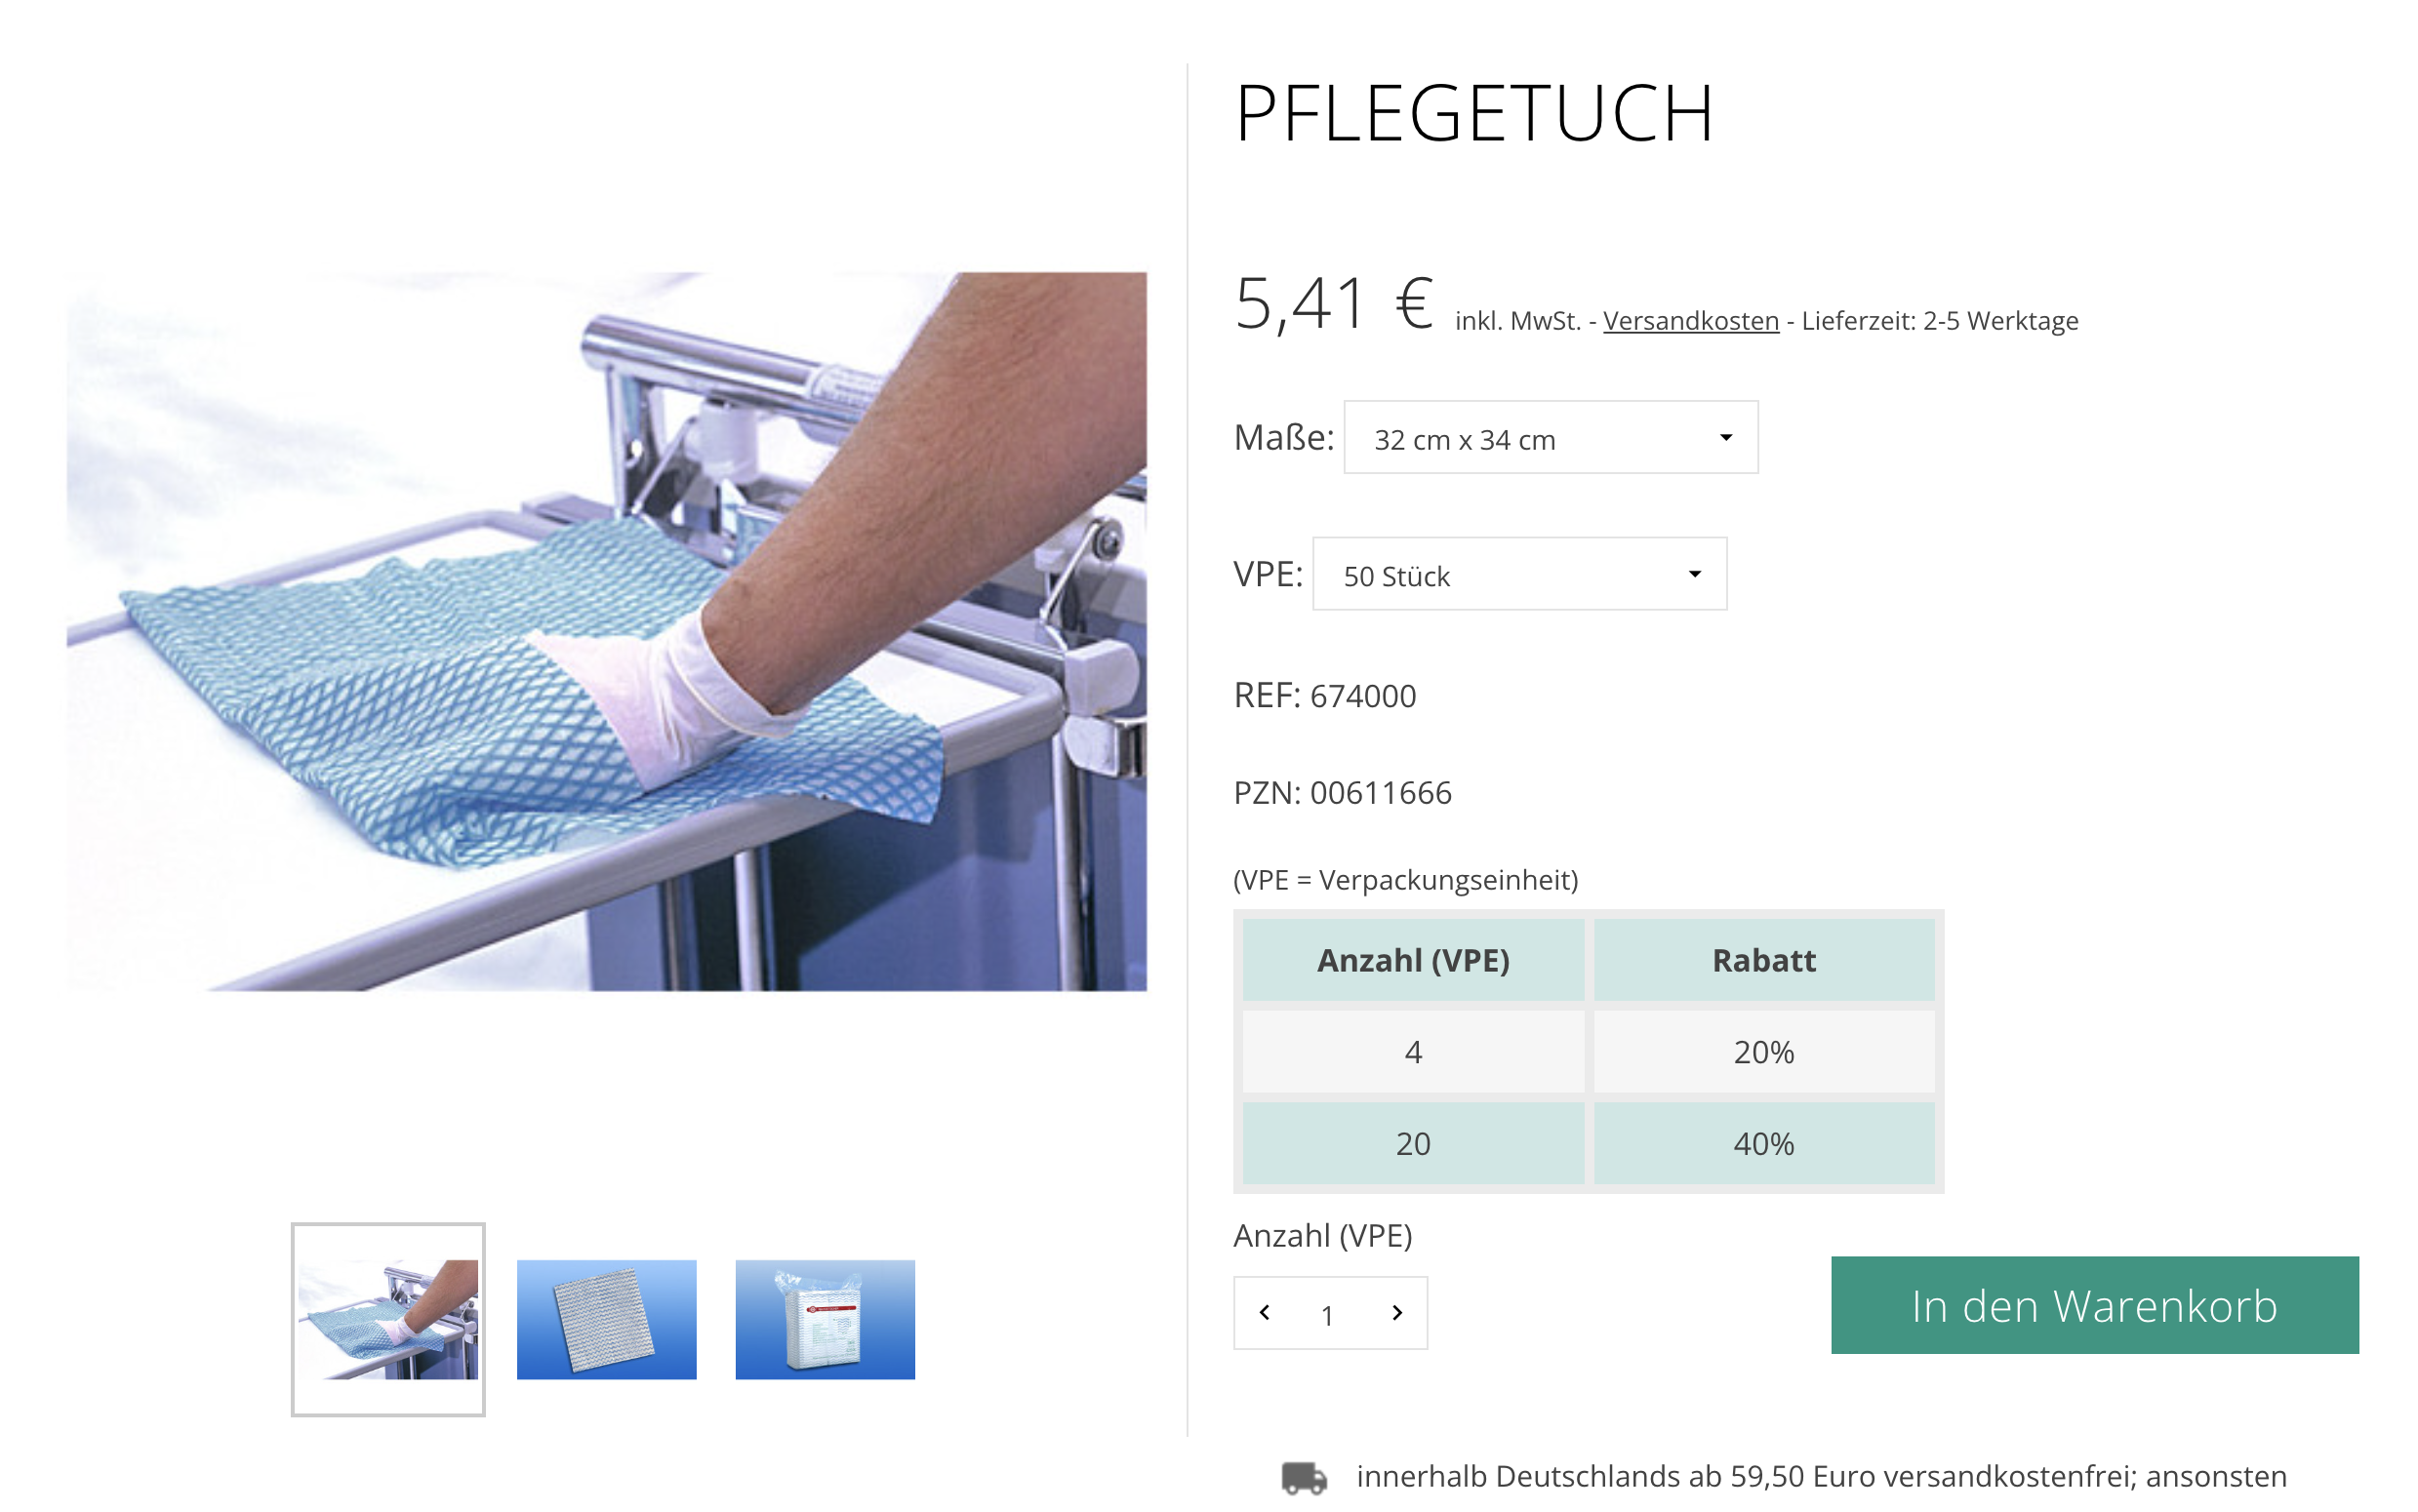 PFLEGETUCH
5,41 € inkl. MwSt. - Versandkosten - Lieferzeit: 2-5 Werktage
Maße: 32 cm x 34 cm
VPE: 50 Stück
REF: 674000
PZN: 00611666
(VPE = Verpackungseinheit)
Anzahl (VPE) Rabatt
4 20%
20 40%
Anzahl (VPE)
1
In den Warenkorb
innerhalb Deutschlands ab 59,50 Euro versandkostenfrei; ansonsten